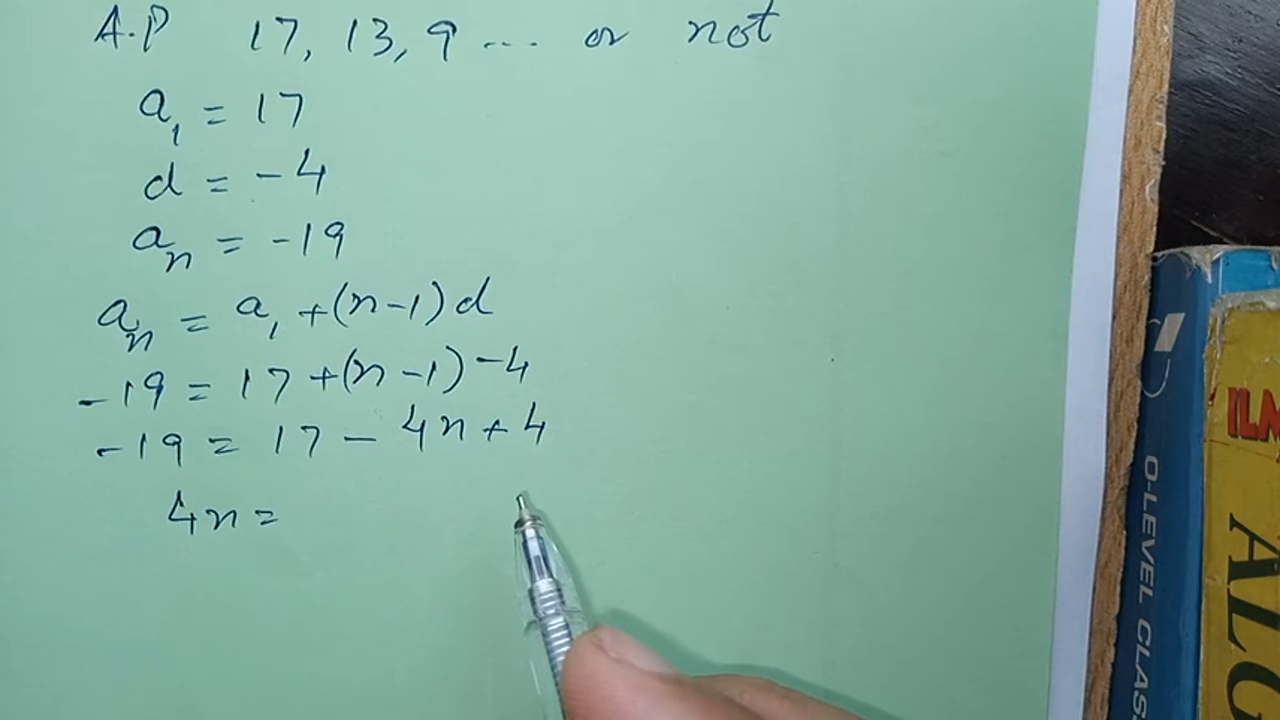 A.P 17, 13, 9 ... or not
a₁ = 17
d = -4
aₙ = -19
aₙ = a₁ + (n-1) d
-19 = 17 + (n-1) -4
-19 = 17 - 4n + 4
4n =
O-LEVEL CLAS